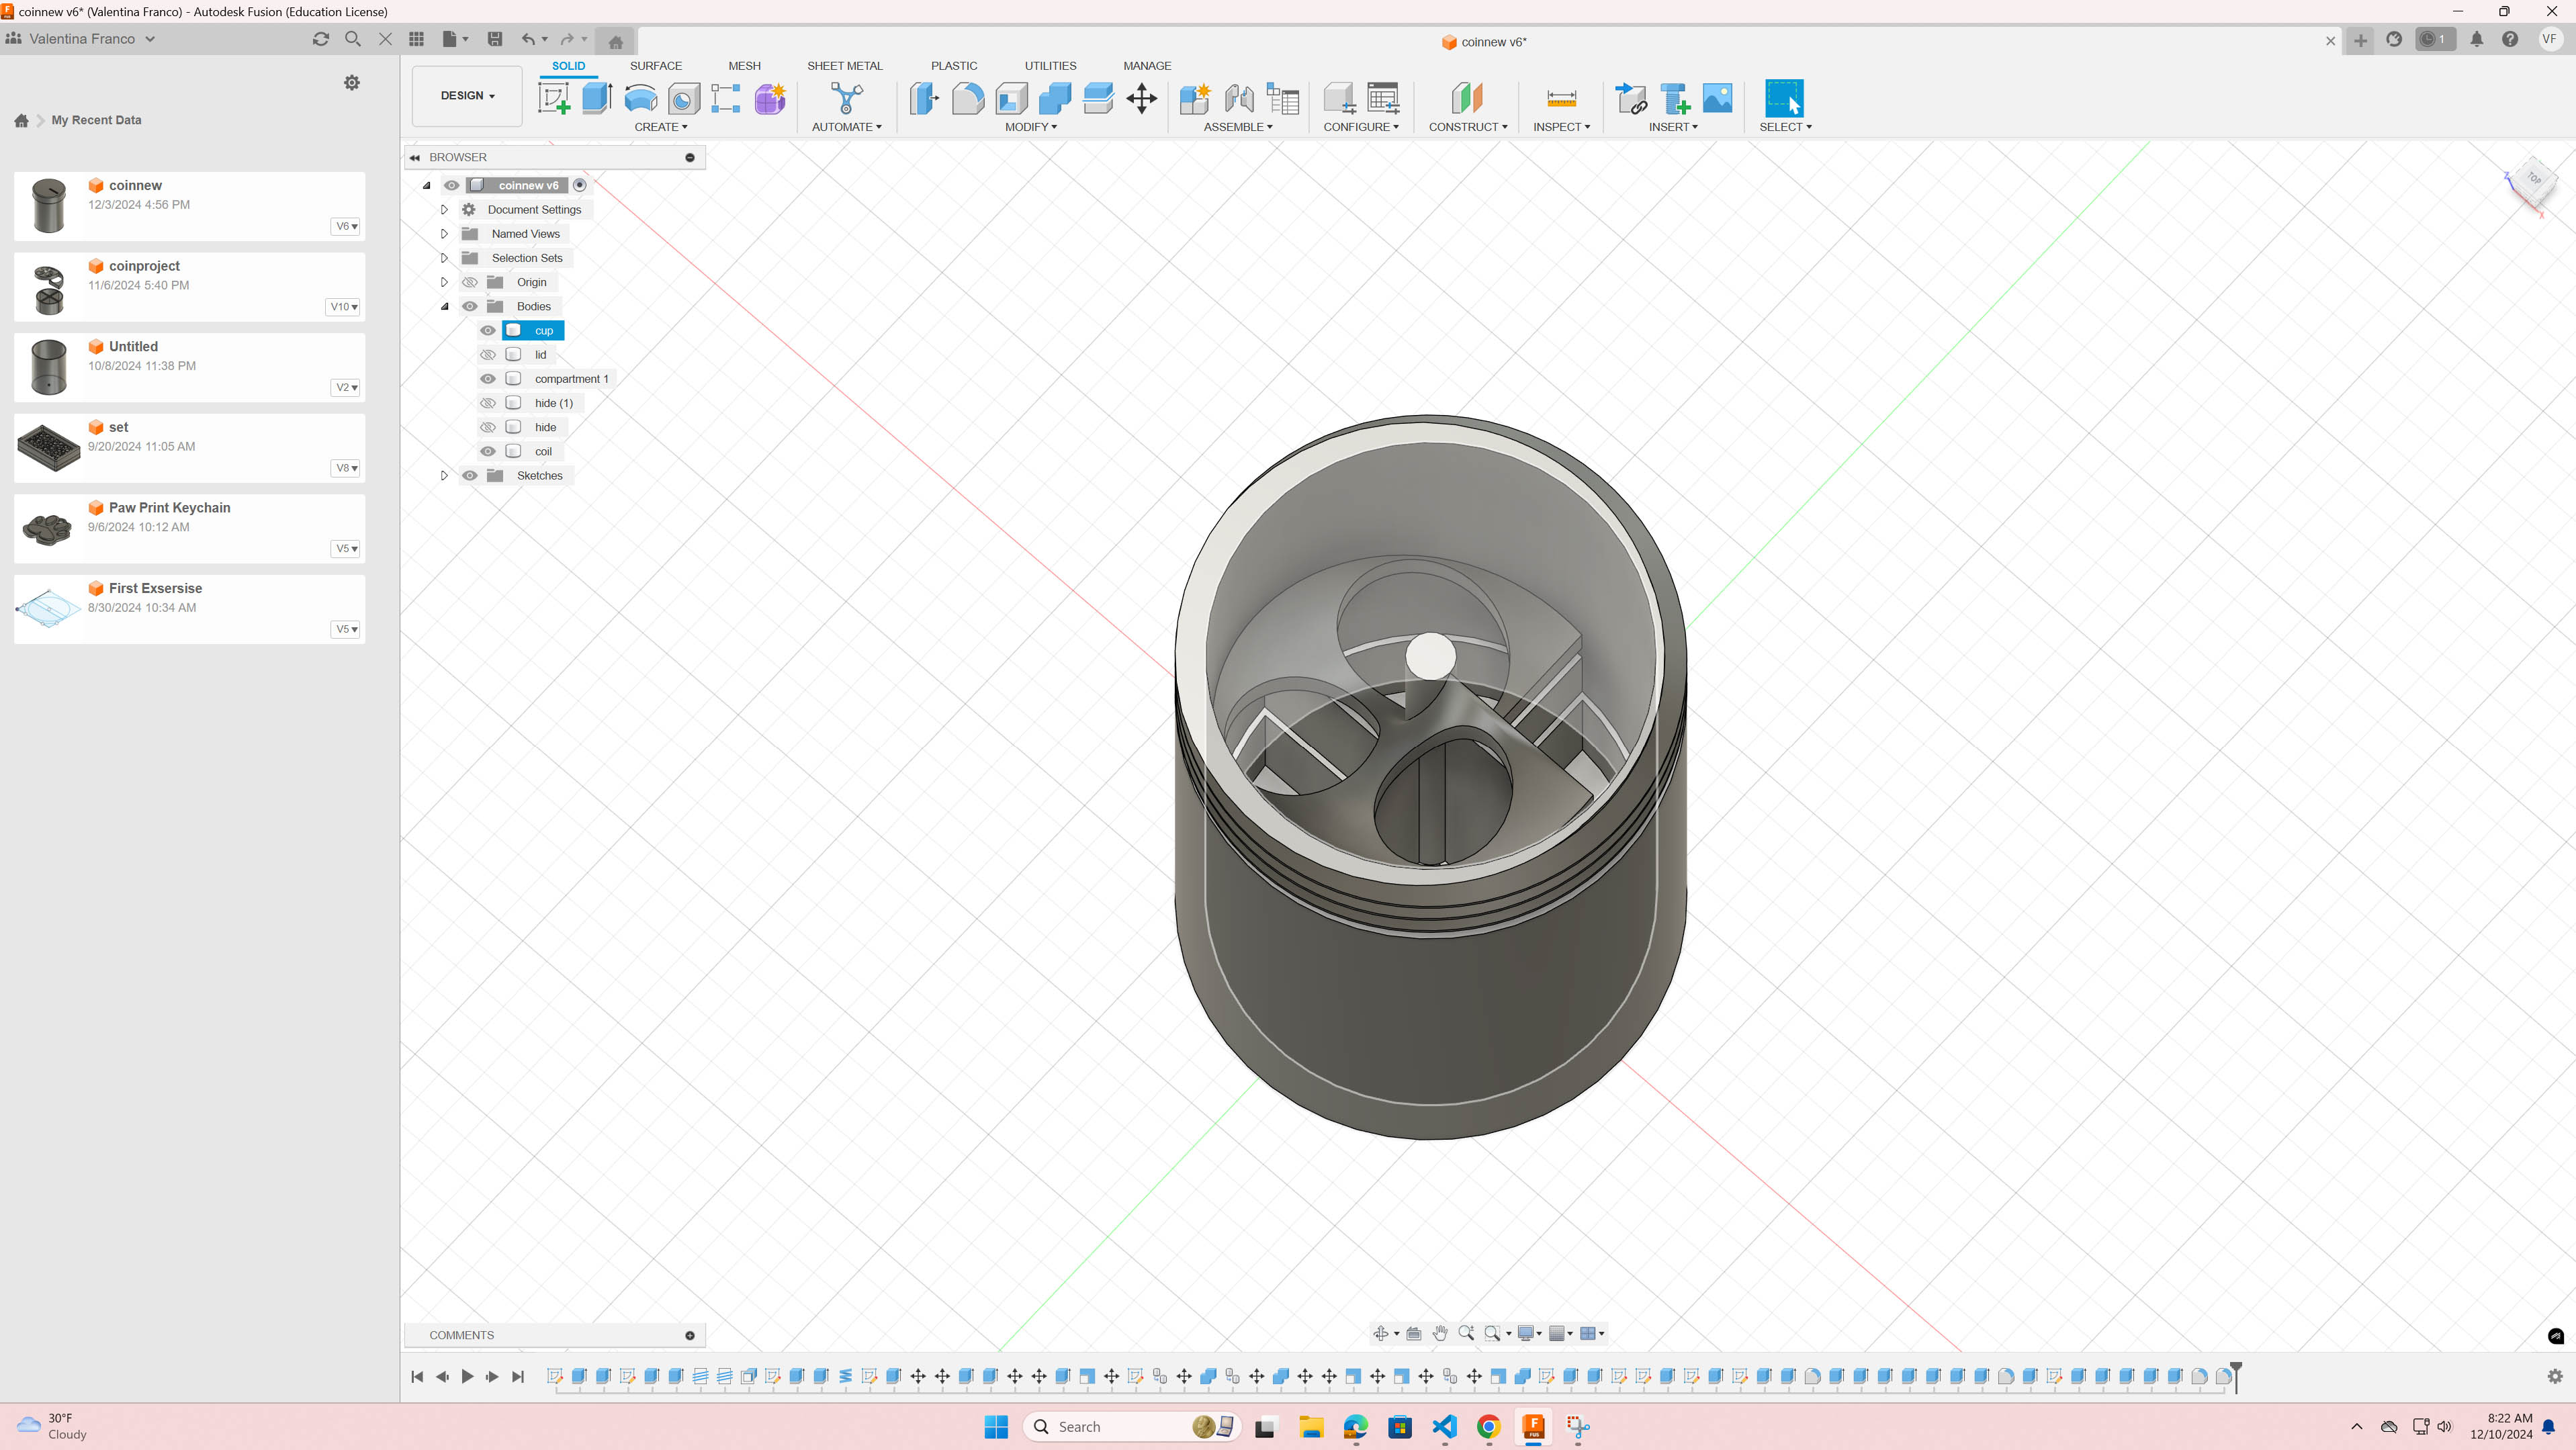 coinnew v6* (Valentina Franco) - Autodesk Fusion (Education License)
Valentina Franco
coinnew v6*
1
VF
DESIGN
SOLID SURFACE MESH SHEET METAL PLASTIC UTILITIES MANAGE
CREATE AUTOMATE MODIFY ASSEMBLE CONFIGURE CONSTRUCT INSPECT INSERT SELECT
My Recent Data
coinnew
12/3/2024 4:56 PM
V6
coinproject
11/6/2024 5:40 PM
V10
Untitled
10/8/2024 11:38 PM
V2
set
9/20/2024 11:05 AM
V8
Paw Print Keychain
9/6/2024 10:12 AM
V5
First Exsersise
8/30/2024 10:34 AM
V5
BROWSER
coinnew v6
Document Settings
Named Views
Selection Sets
Origin
Bodies
cup
lid
compartment 1
hide (1)
hide
coil
Sketches
TOP
Z
X
COMMENTS
30°F
Cloudy
Search
F
FUS
8:22 AM
12/10/2024